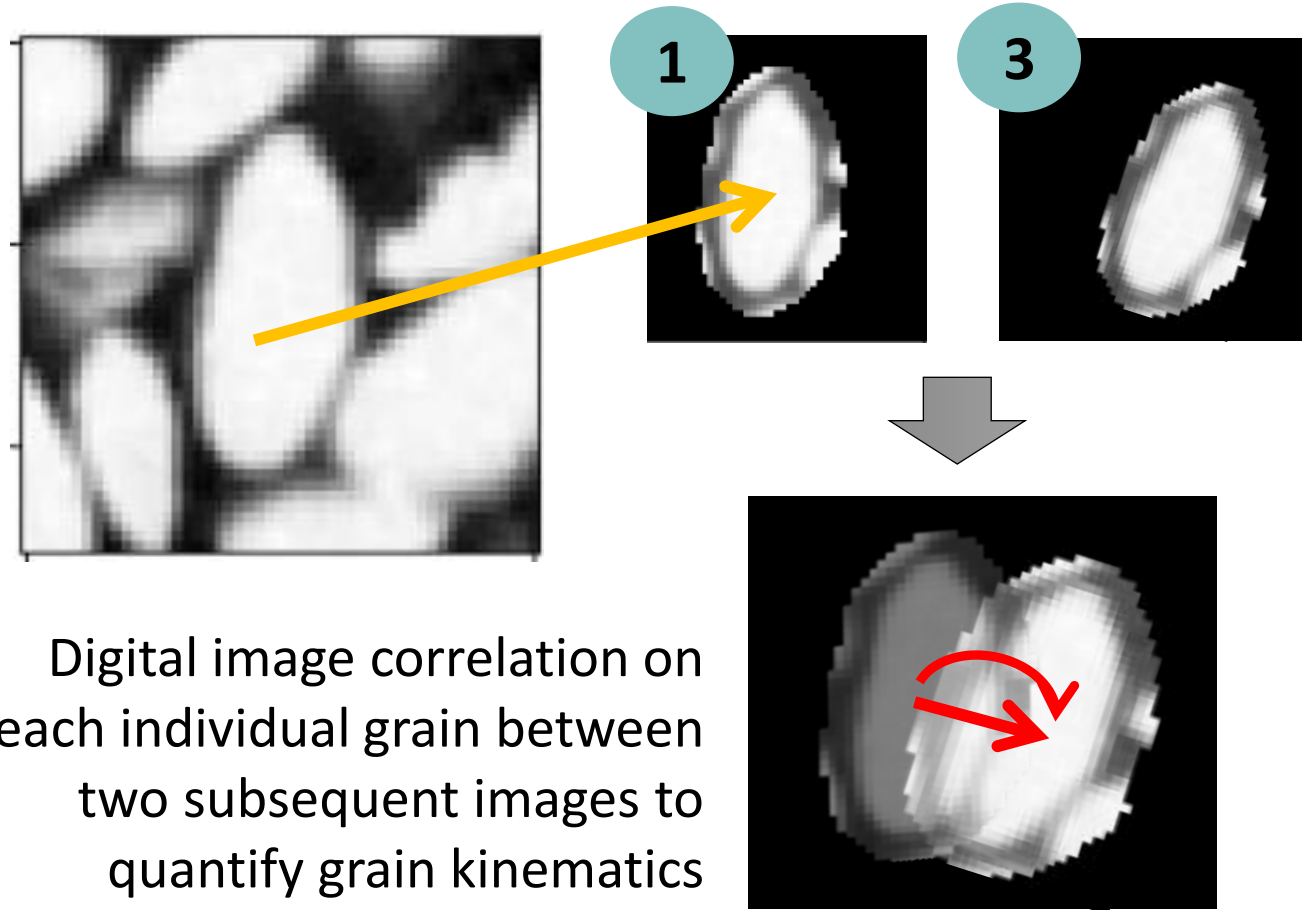 1
3
Digital image correlation on
each individual grain between
two subsequent images to
quantify grain kinematics